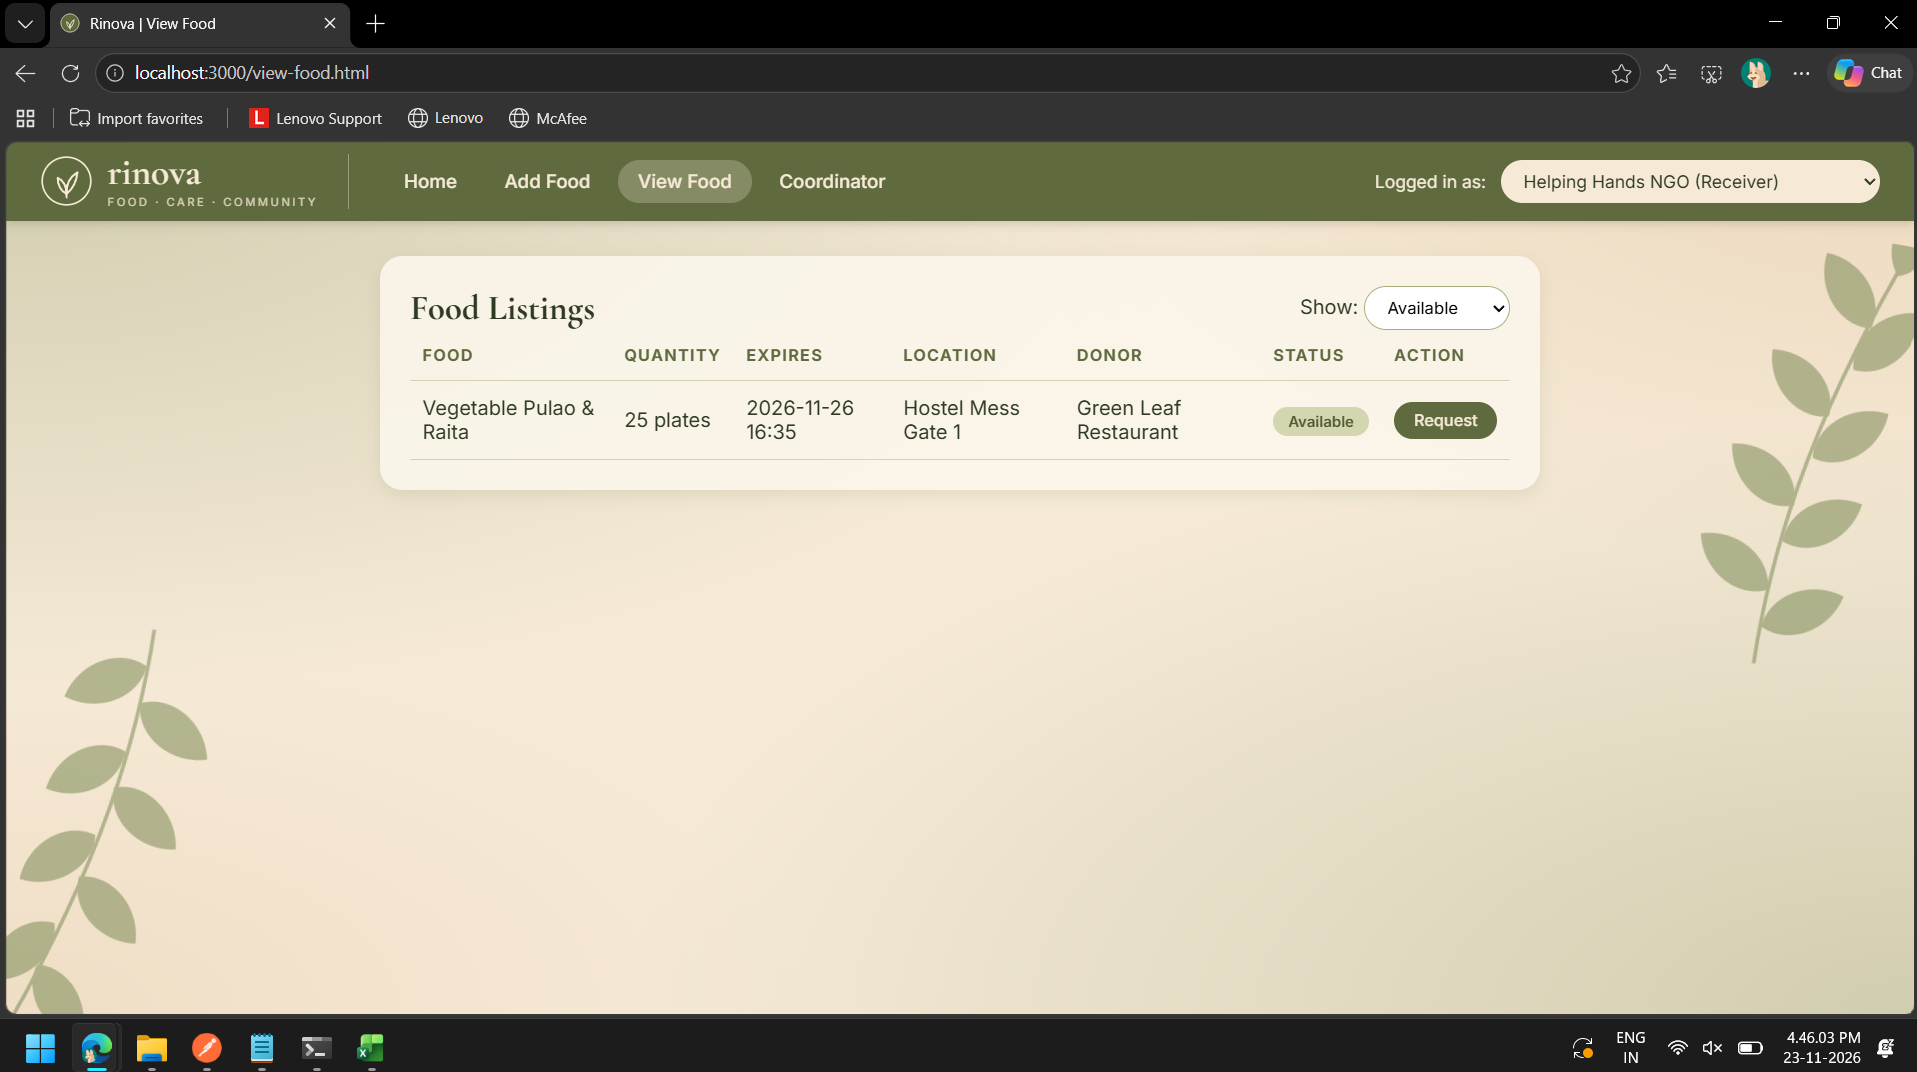 Rinova | View Food
localhost:3000/view-food.html
Chat
Import favorites
Lenovo Support
Lenovo
McAfee
rinova
FOOD · CARE · COMMUNITY
Home
Add Food
View Food
Coordinator
Logged in as:
Helping Hands NGO (Receiver)
Food Listings
Show:
Available
FOOD QUANTITY EXPIRES LOCATION DONOR STATUS ACTION
Vegetable Pulao &
Raita
25 plates
2026-11-26
16:35
Hostel Mess
Gate 1
Green Leaf
Restaurant
Available
Request
ENG
IN
4.46.03 PM
23-11-2026